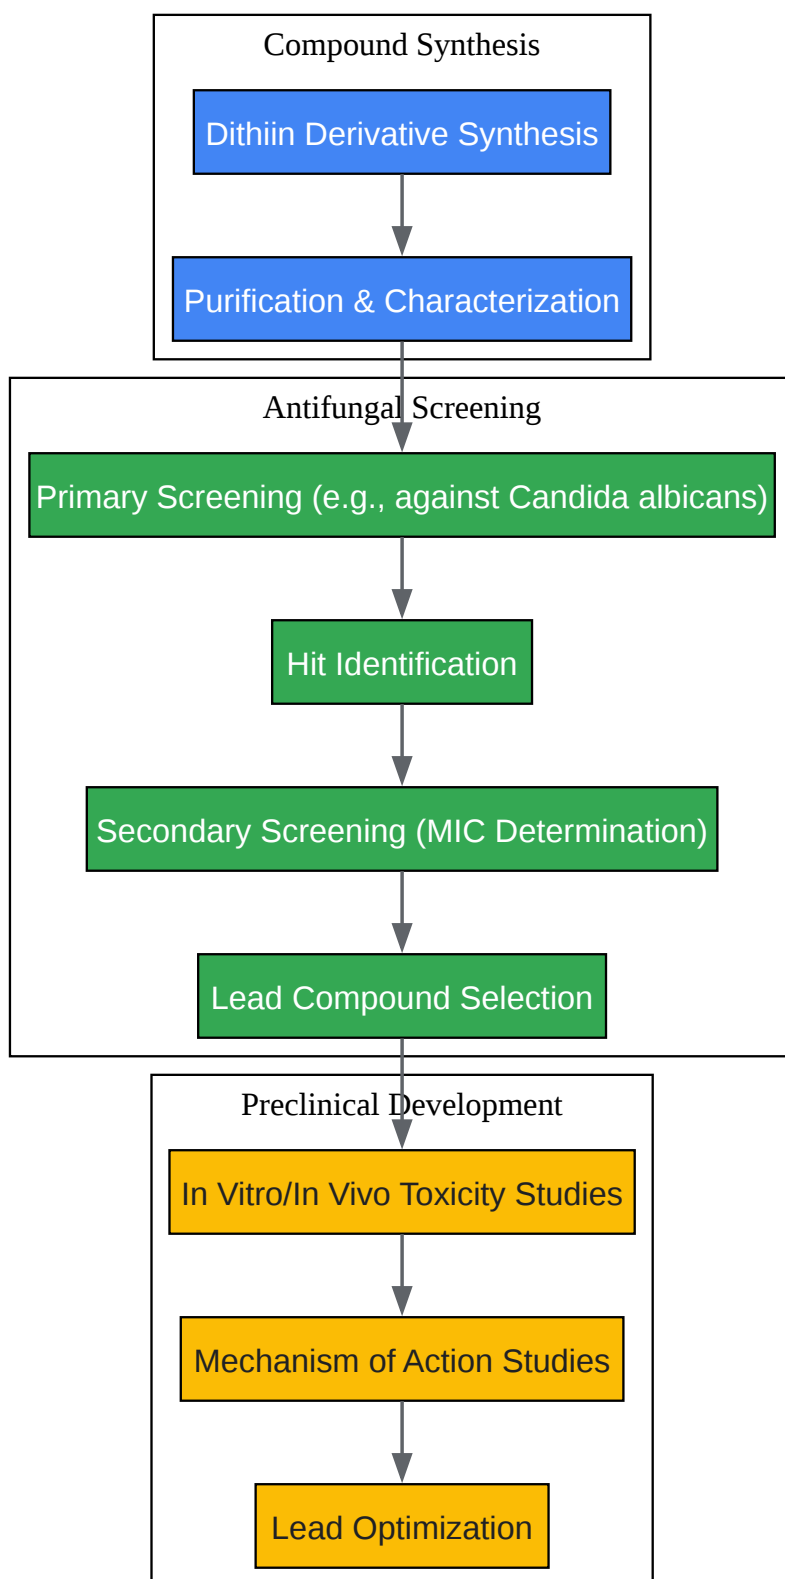 Compound Synthesis
Dithiin Derivative Synthesis
Purification & Characterization
Antifungal Screening
Primary Screening (e.g., against Candida albicans)
Hit Identification
Secondary Screening (MIC Determination)
Lead Compound Selection
Preclinical Development
In Vitro/In Vivo Toxicity Studies
Mechanism of Action Studies
Lead Optimization